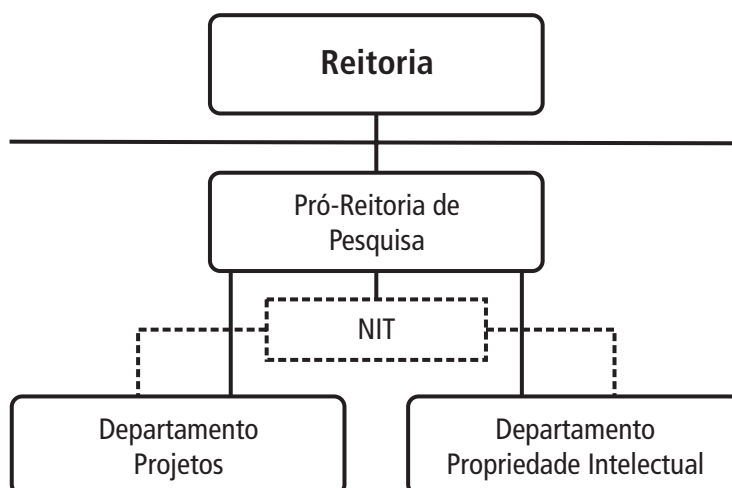 Reitoria
Pró-Reitoria de
Pesquisa
NIT
Departamento
Projetos
Departamento
Propriedade Intelectual